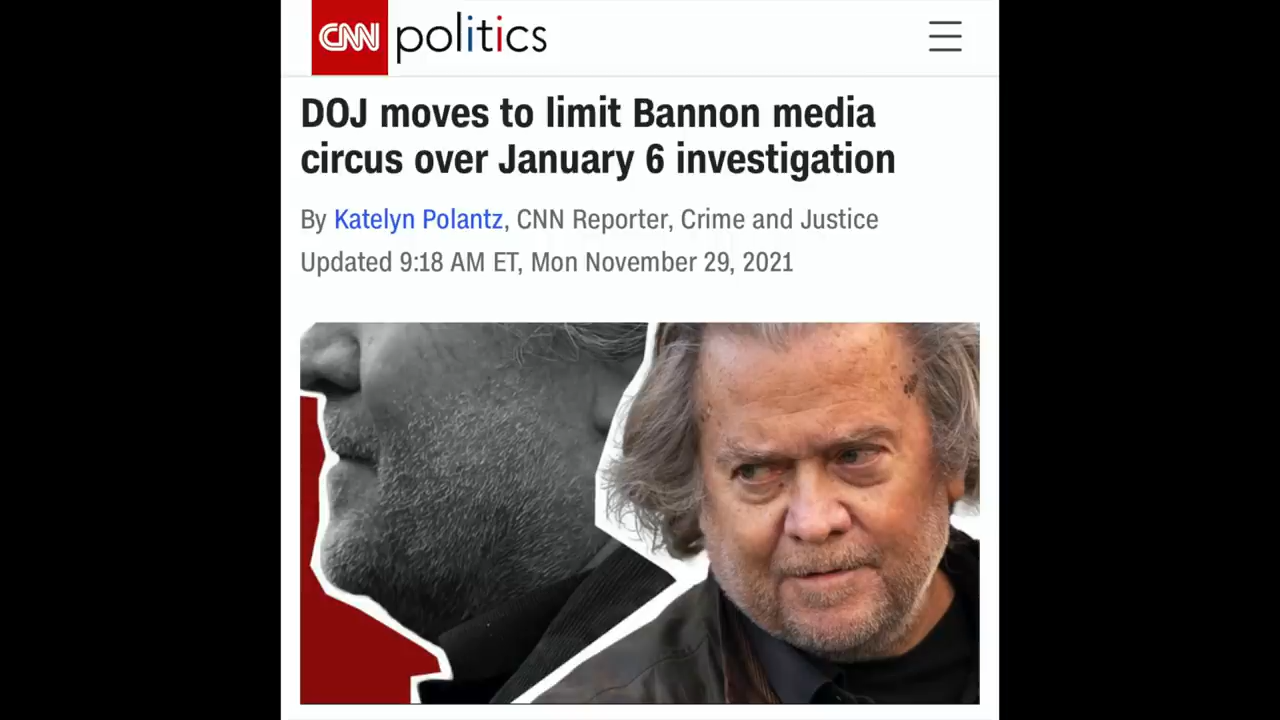 CNN politics
DOJ moves to limit Bannon media
circus over January 6 investigation
By Katelyn Polantz, CNN Reporter, Crime and Justice
Updated 9:18 AM ET, Mon November 29, 2021